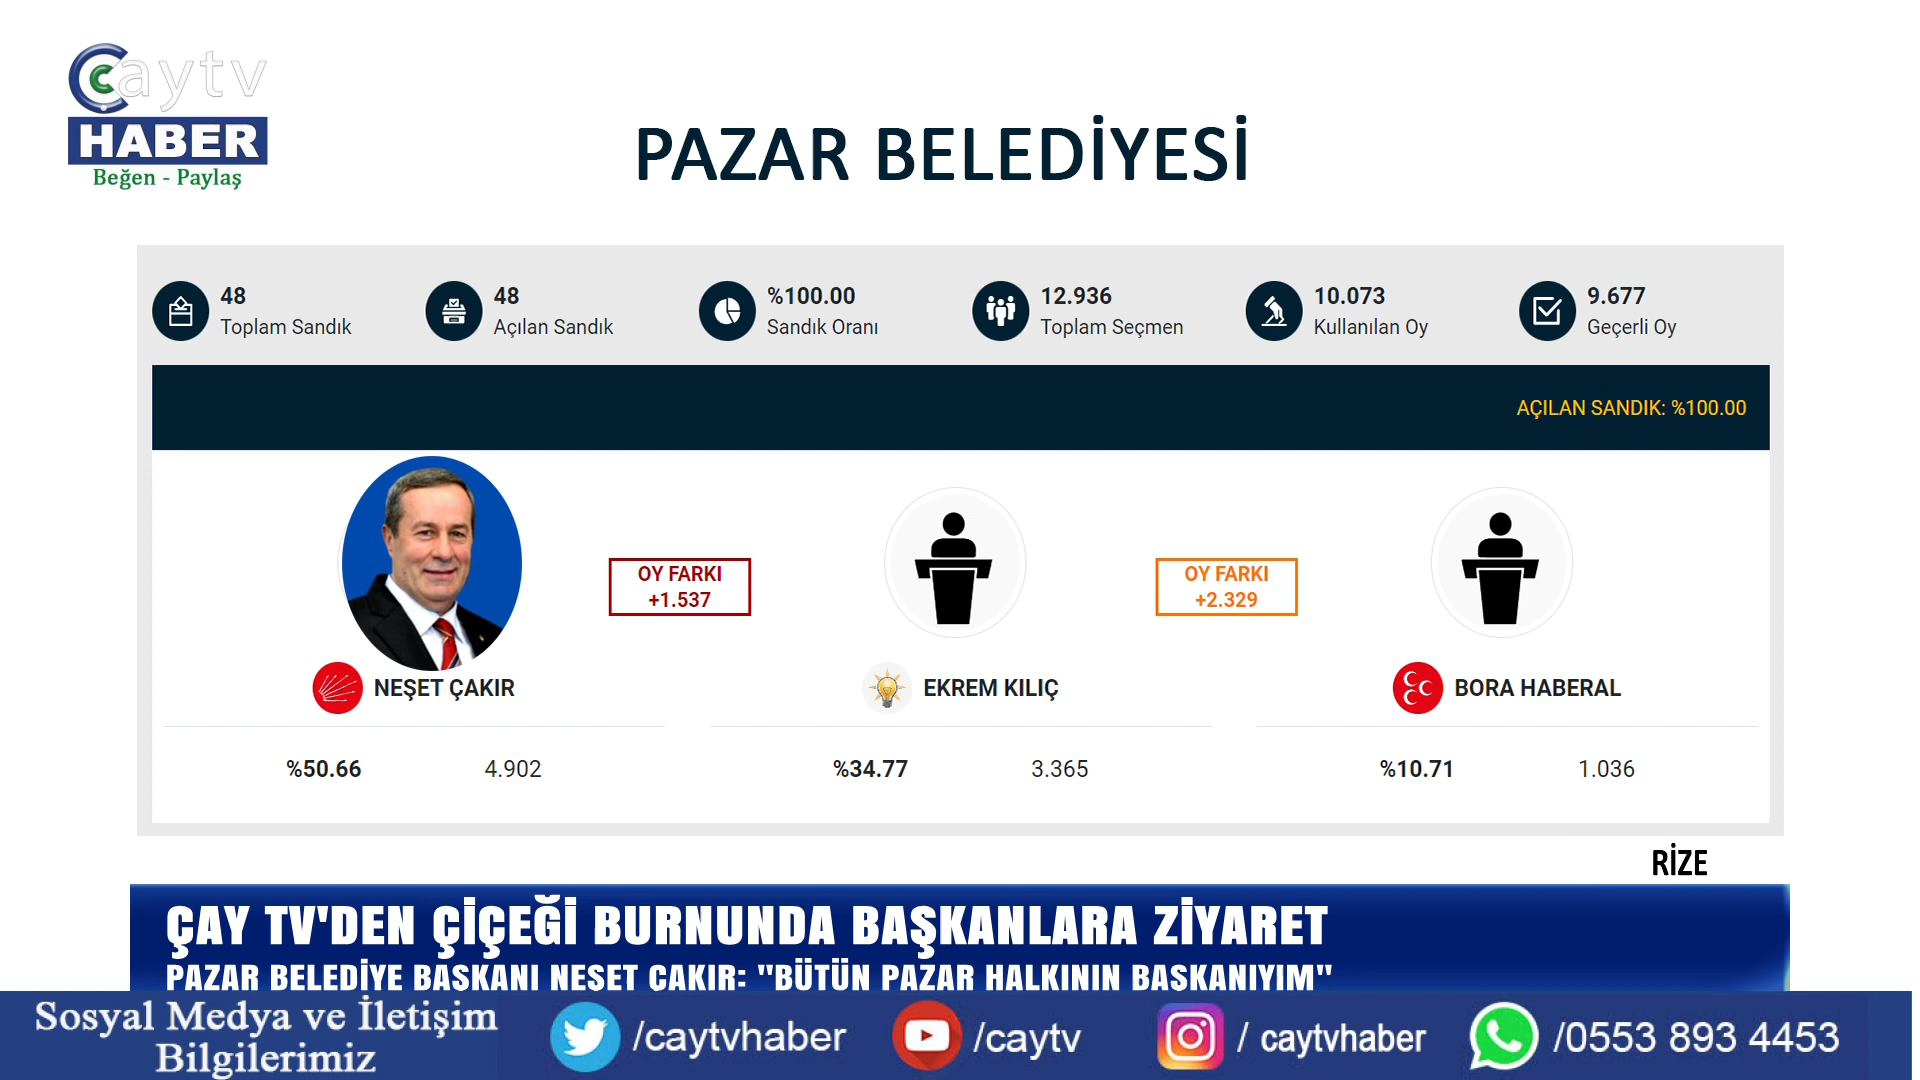 Caytv
HABER
Beğen - Paylaş
PAZAR BELEDİYESİ
48
Toplam Sandık
48
Açılan Sandık
%100.00
Sandık Oranı
12.936
Toplam Seçmen
10.073
Kullanılan Oy
9.677
Geçerli Oy
AÇILAN SANDIK: %100.00
OY FARKI
+1.537
OY FARKI
+2.329
NEŞET ÇAKIR
EKREM KILIÇ
BORA HABERAL
%50.66 4.902
%34.77 3.365
%10.71 1.036
RİZE
ÇAY TV'DEN ÇİÇEĞİ BURNUNDA BAŞKANLARA ZİYARET
PAZAR BELEDİYE BAŞKANI NEŞET ÇAKIR: "BÜTÜN PAZAR HALKININ BAŞKANIYIM"
Sosyal Medya ve İletişim
Bilgilerimiz
/caytvhaber
/caytv
/ caytvhaber
/0553 893 4453